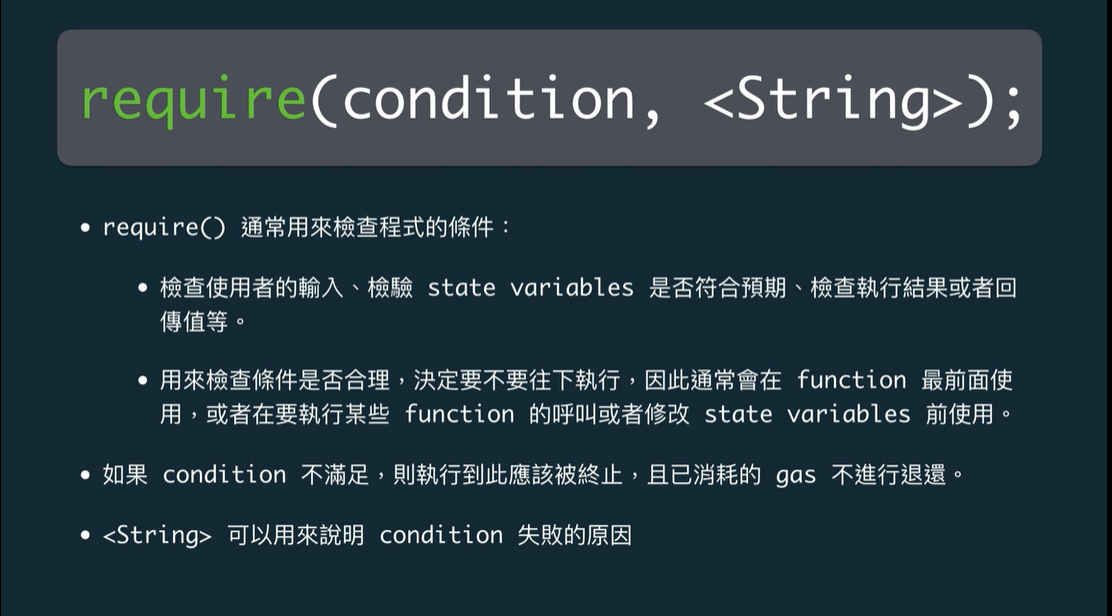 require(condition, <String>);
• require() 通常用來檢查程式的條件：
• 檢查使用者的輸入、檢驗 state variables 是否符合預期、檢查執行結果或者回
傳值等。
• 用來檢查條件是否合理，決定要不要往下執行，因此通常會在 function 最前面使
用，或者在要執行某些 function 的呼叫或者修改 state variables 前使用。
• 如果 condition 不滿足，則執行到此應該被終止，且已消耗的 gas 不進行退還。
• <String> 可以用來說明 condition 失敗的原因